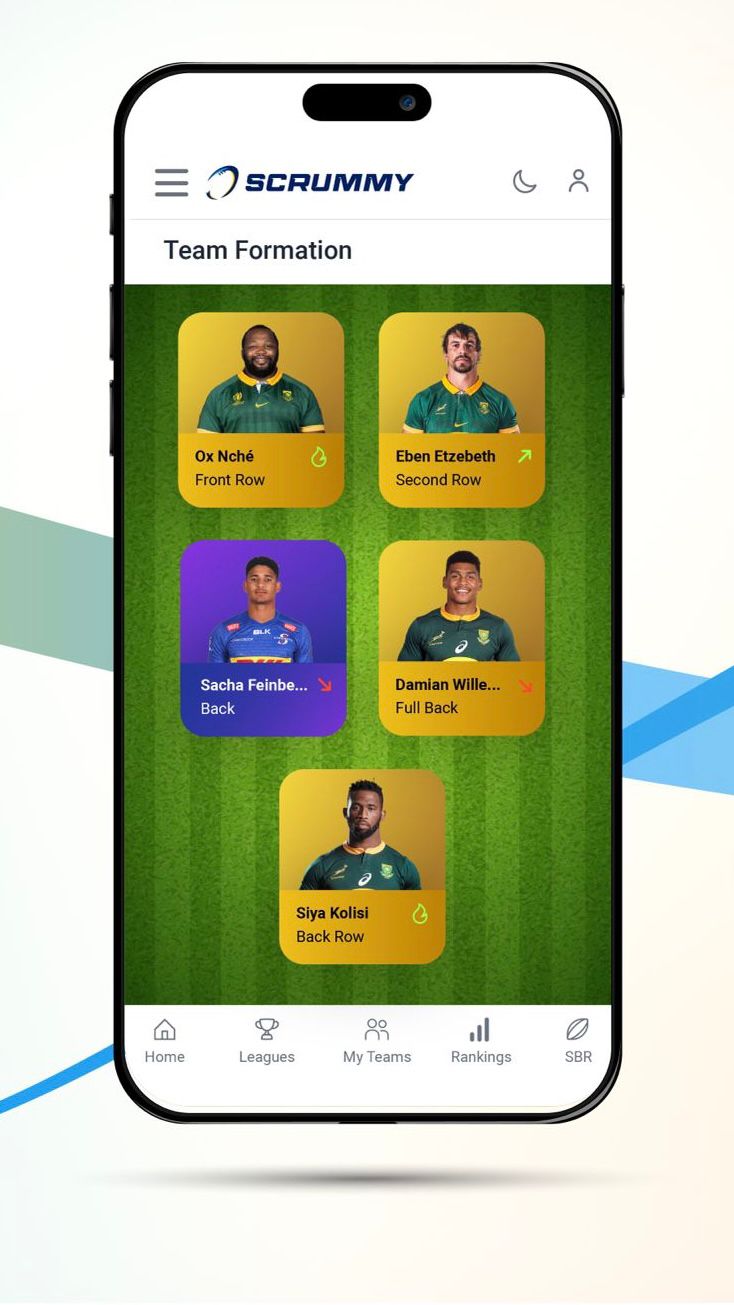 SCRUMMY
Team Formation
Ox Nché
Front Row
Eben Etzebeth
Second Row
BLK
Sacha Feinbe...
Back
Damian Wille...
Full Back
Siya Kolisi
Back Row
Home
Leagues
My Teams
Rankings
SBR